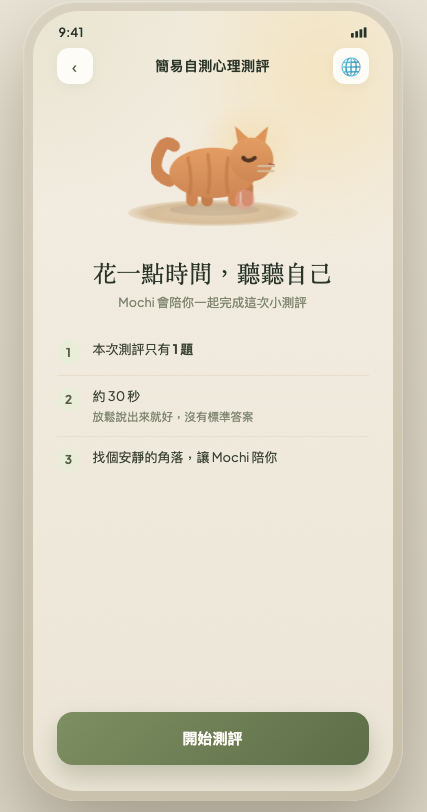 9:41
‹
簡易自測心理測評
花一點時間，聽聽自己
Mochi 會陪你一起完成這次小測評
1 本次測評只有 1 題
2 約 30 秒
放鬆說出來就好，沒有標準答案
3 找個安靜的角落，讓 Mochi 陪你
開始測評